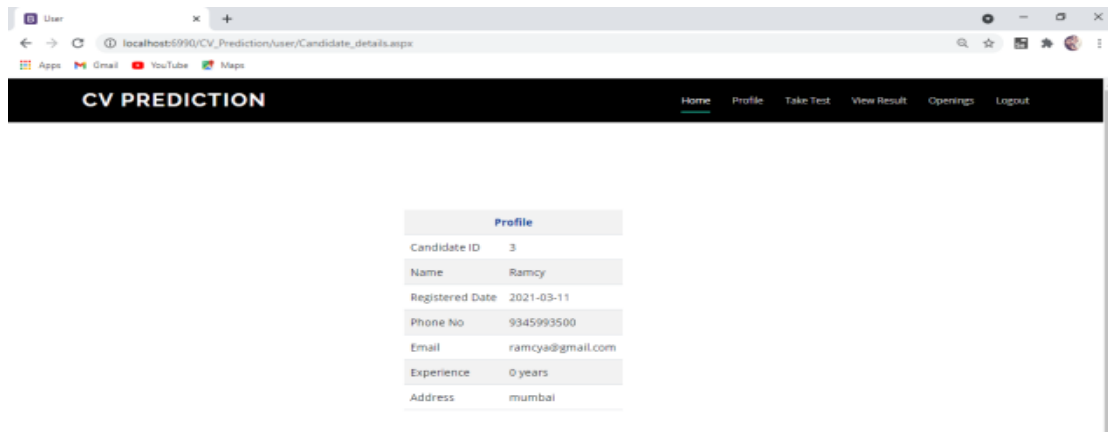 User
localhost:6990/CV_Prediction/user/Candidate_details.aspx
Apps Gmail YouTube Maps
CV PREDICTION Home Profile Take Test View Result Openings Logout
Profile
Candidate ID 3
Name Ramcy
Registered Date 2021-03-11
Phone No 9345993500
Email ramcya@gmail.com
Experience 0 years
Address mumbai